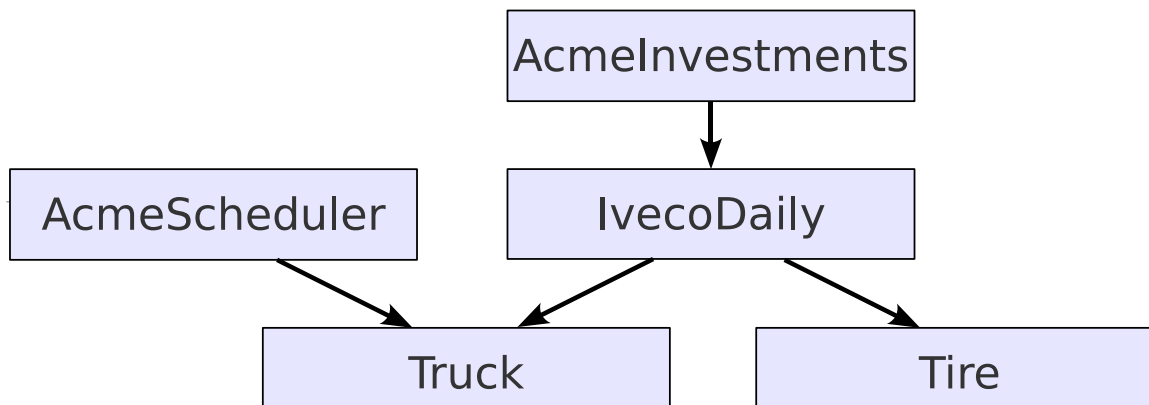 AcmeInvestments
AcmeScheduler
IvecoDaily
Truck
Tire